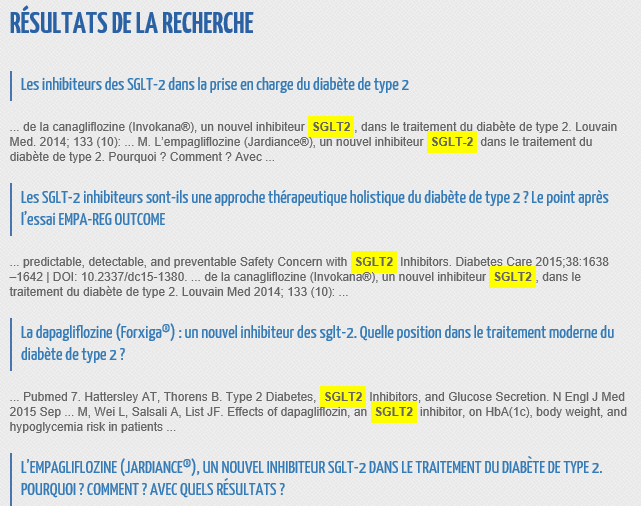 RÉSULTATS DE LA RECHERCHE
Les inhibiteurs des SGLT-2 dans la prise en charge du diabète de type 2
... de la canagliflozine (Invokana®), un nouvel inhibiteur SGLT2 , dans le traitement du diabète de type 2. Louvain
Med. 2014; 133 (10): ... M. L'empagliflozine (Jardiance®), un nouvel inhibiteur SGLT-2 dans le traitement du
diabète de type 2. Pourquoi ? Comment ? Avec ...
Les SGLT-2 inhibiteurs sont-ils une approche thérapeutique holistique du diabète de type 2 ? Le point après
l'essai EMPA-REG OUTCOME
... predictable, detectable, and preventable Safety Concern with SGLT2 Inhibitors. Diabetes Care 2015;38:1638
–1642 | DOI: 10.2337/dc15-1380. ... de la canagliflozine (Invokana®), un nouvel inhibiteur SGLT2 , dans le
traitement du diabète de type 2. Louvain Med 2014; 133 (10): ...
La dapagliflozine (Forxiga®) : un nouvel inhibiteur des sglt-2. Quelle position dans le traitement moderne du
diabète de type 2 ?
... Pubmed 7. Hattersley AT, Thorens B. Type 2 Diabetes, SGLT2 Inhibitors, and Glucose Secretion. N Engl J Med
2015 Sep ... M, Wei L, Salsali A, List JF. Effects of dapagliflozin, an SGLT2 inhibitor, on HbA(1c), body weight, and
hypoglycemia risk in patients ...
L'EMPAGLIFLOZINE (JARDIANCE®), UN NOUVEL INHIBITEUR SGLT-2 DANS LE TRAITEMENT DU DIABÈTE DE TYPE 2.
POURQUOI ? COMMENT ? AVEC QUELS RÉSULTATS ?